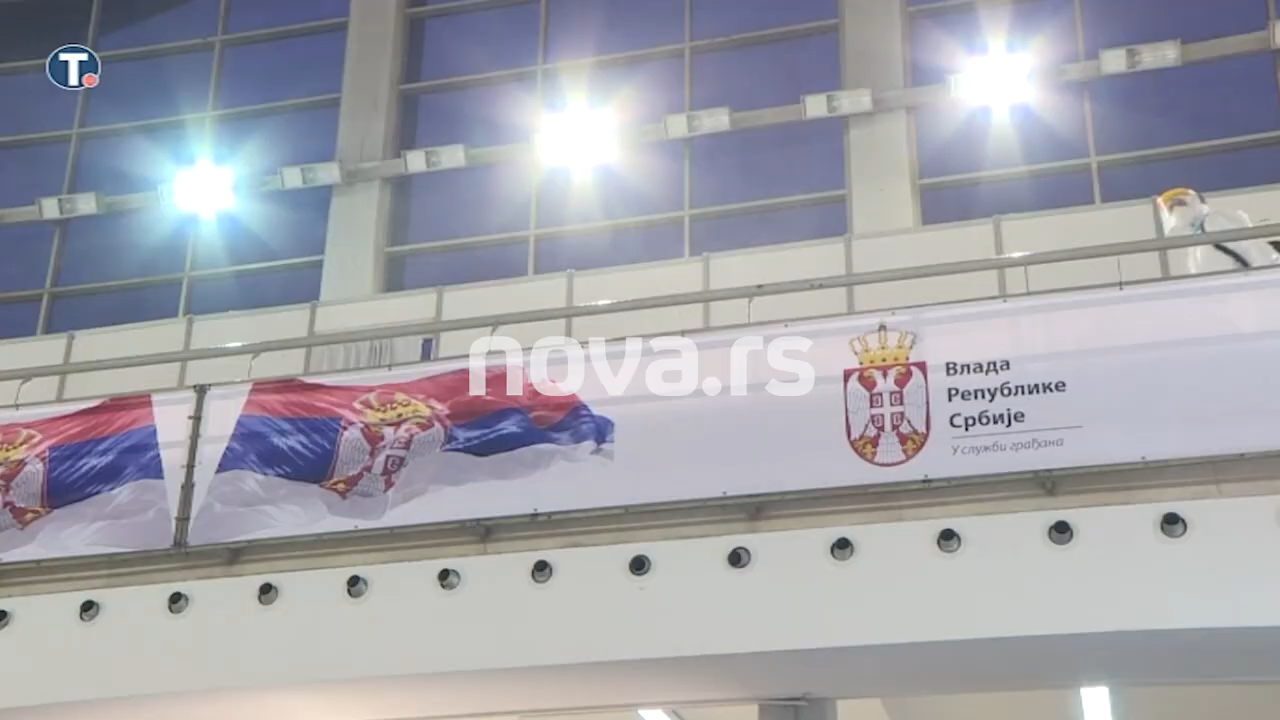 T.
nova.rs
Влада
Републике
Србије
У служби грађана